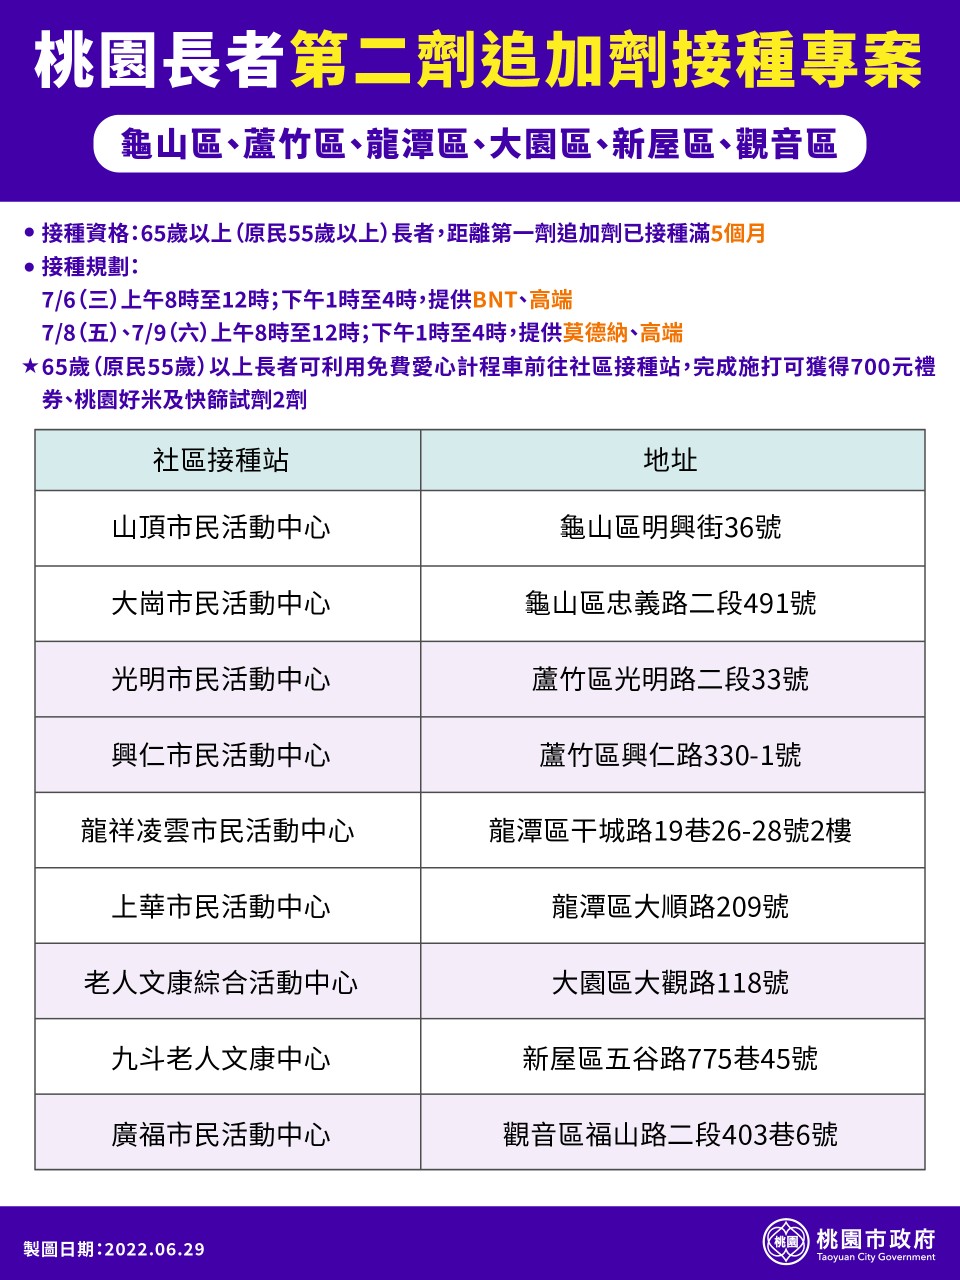 桃園長者第二劑追加劑接種專案
龜山區、蘆竹區、龍潭區、大園區、新屋區、觀音區
• 接種資格：65歲以上（原民55歲以上）長者，距離第一劑追加劑已接種滿5個月
• 接種規劃：
7/6（三）上午8時至12時；下午1時至4時，提供BNT、高端
7/8（五）、7/9（六）上午8時至12時；下午1時至4時，提供莫德納、高端
★65歲（原民55歲）以上長者可利用免費愛心計程車前往社區接種站，完成施打可獲得700元禮
券、桃園好米及快篩試劑2劑
社區接種站 地址
山頂市民活動中心 龜山區明興街36號
大崗市民活動中心 龜山區忠義路二段491號
光明市民活動中心 蘆竹區光明路二段33號
興仁市民活動中心 蘆竹區興仁路330-1號
龍祥凌雲市民活動中心 龍潭區干城路19巷26-28號2樓
上華市民活動中心 龍潭區大順路209號
老人文康綜合活動中心 大園區大觀路118號
九斗老人文康中心 新屋區五谷路775巷45號
廣福市民活動中心 觀音區福山路二段403巷6號
製圖日期：2022.06.29
桃園 桃園市政府
Taoyuan City Government